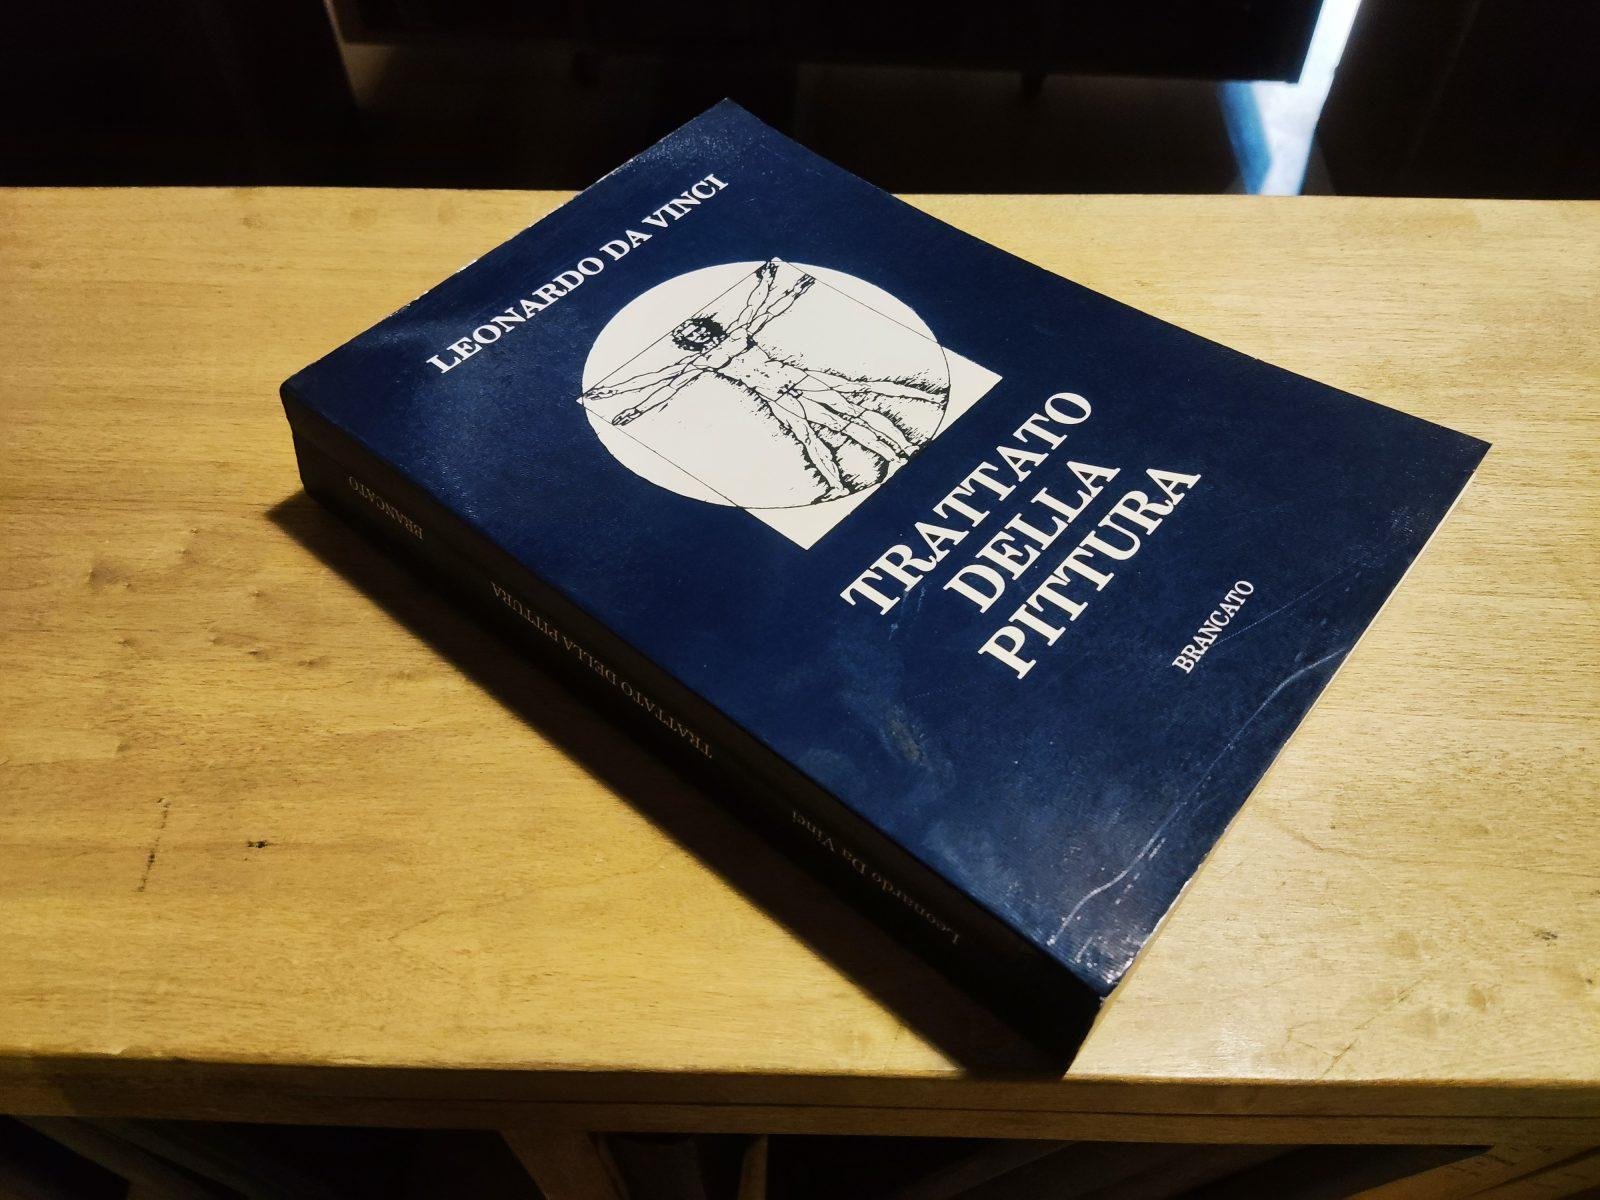 LEONARDO DA VINCI
TRATTATO
DELLA
PITTURA
BRANCATO
Leonardo Da Vinci
TRATTATO DELLA PITTURA
BRANCATO